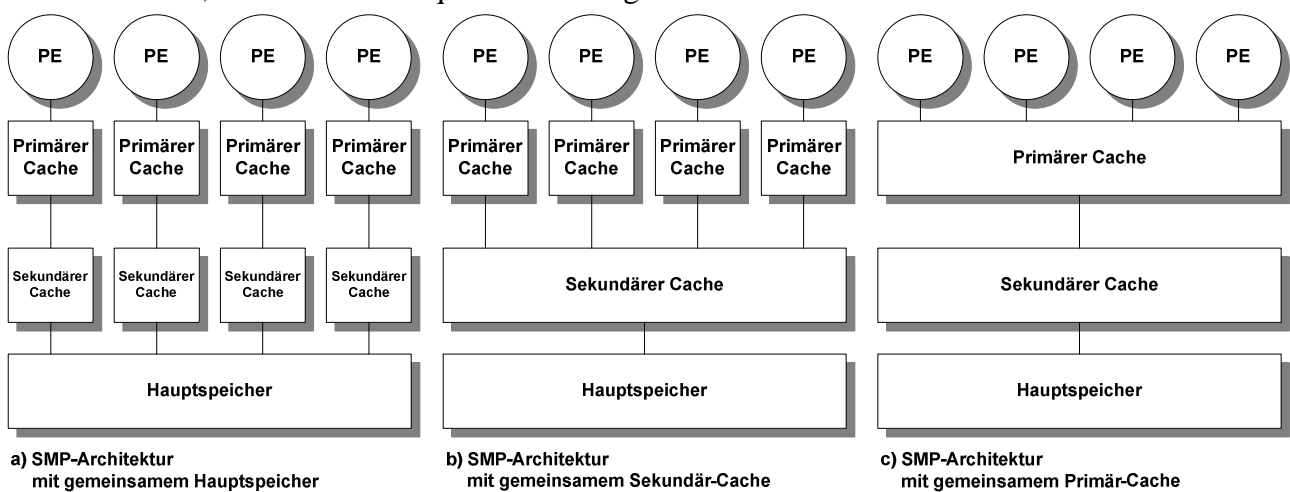 PE PE PE PE PE PE PE PE PE PE PE PE
Primärer Primärer Primärer Primärer Primärer Primärer Primärer Primärer
Cache Cache Cache Cache Cache Cache Cache Cache
Primärer Cache
Sekundärer Sekundärer Sekundärer Sekundärer
Cache Cache Cache Cache
Sekundärer Cache Sekundärer Cache
Hauptspeicher Hauptspeicher Hauptspeicher
a) SMP-Architektur
mit gemeinsamem Hauptspeicher
b) SMP-Architektur
mit gemeinsamem Sekundär-Cache
c) SMP-Architektur
mit gemeinsamem Primär-Cache